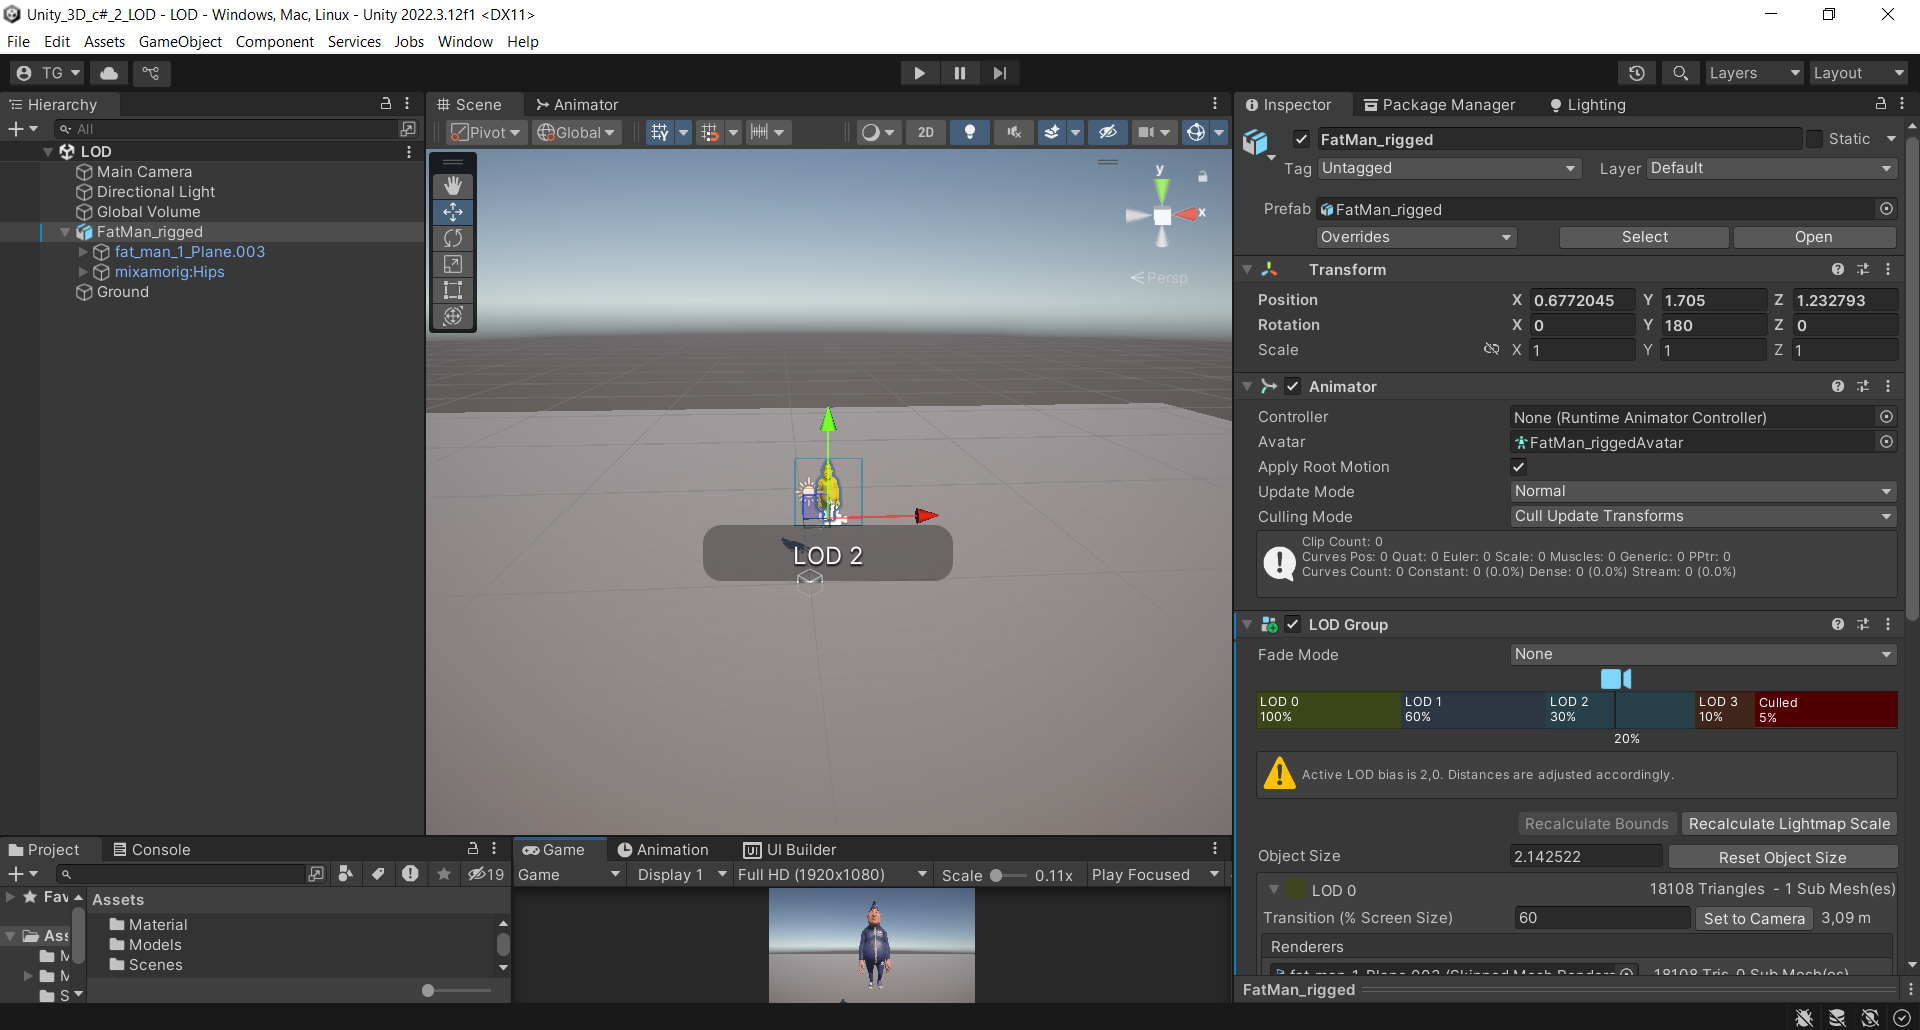 Unity_3D_c#_2_LOD - LOD - Windows, Mac, Linux - Unity 2022.3.12f1 <DX11>
File Edit Assets GameObject Component Services Jobs Window Help
TG
Layers Layout
Hierarchy
All
LOD
Main Camera
Directional Light
Global Volume
FatMan_rigged
fat_man_1_Plane.003
mixamorig:Hips
Ground
Scene Animator
Pivot Global 2D
y
x
Persp
LOD 2
Inspector Package Manager Lighting
FatMan_rigged Static
Tag Untagged Layer Default
Prefab FatMan_rigged
Overrides Select Open
Transform
Position X 0.6772045 Y 1.705 Z 1.232793
Rotation X 0 Y 180 Z 0
Scale X 1 Y 1 Z 1
Animator
Controller None (Runtime Animator Controller)
Avatar FatMan_riggedAvatar
Apply Root Motion
Update Mode Normal
Culling Mode Cull Update Transforms
Clip Count: 0
Curves Pos: 0 Quat: 0 Euler: 0 Scale: 0 Muscles: 0 Generic: 0 PPtr: 0
Curves Count: 0 Constant: 0 (0.0%) Dense: 0 (0.0%) Stream: 0 (0.0%)
LOD Group
Fade Mode None
LOD 0 LOD 1 LOD 2 LOD 3 Culled
100% 60% 30% 10% 5%
20%
Active LOD bias is 2,0. Distances are adjusted accordingly.
Recalculate Bounds Recalculate Lightmap Scale
Object Size 2.142522 Reset Object Size
LOD 0 18108 Triangles - 1 Sub Mesh(es)
Transition (% Screen Size) 60 Set to Camera 3,09 m
Renderers
fat_man_1_Plane.003 (Skinned Mesh Rendere 18108 Tris. 0 Sub Mesh(es)
FatMan_rigged
Project Console
19
Fav
Ass
M
M
S
Assets
Material
Models
Scenes
Game Animation UI Builder
Game Display 1 Full HD (1920x1080) Scale 0.11x Play Focused